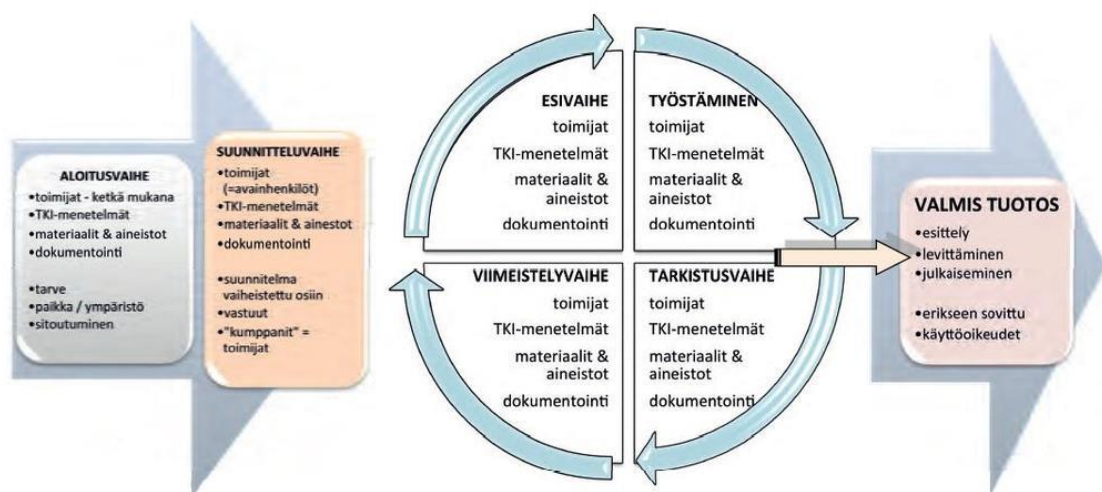 ALOITUSVAIHE
•toimijat - ketkä mukana
•TKI-menetelmät
•materiaalit & aineistot
•dokumentointi
•tarve
•paikka / ympäristö
•sitoutuminen
SUUNNITTELUVAIHE
•toimijat
(=avainhenkilöt)
•TKI-menetelmät
•materiaalit & ainestot
•dokumentointi
•suunnitelma
vaiheistettu osiin
•vastuut
•"kumppanit" =
toimijat
ESIVAIHE
toimijat
TKI-menetelmät
materiaalit &
aineistot
dokumentointi
TYÖSTÄMINEN
toimijat
TKI-menetelmät
materiaalit &
aineistot
dokumentointi
VIIMEISTELYVAIHE
toimijat
TKI-menetelmät
materiaalit &
aineistot
dokumentointi
TARKISTUSVAIHE
toimijat
TKI-menetelmät
materiaalit &
aineistot
dokumentointi
VALMIS TUOTOS
•esittely
•levittäminen
•julkaiseminen
•erikseen sovittu
•käyttöoikeudet